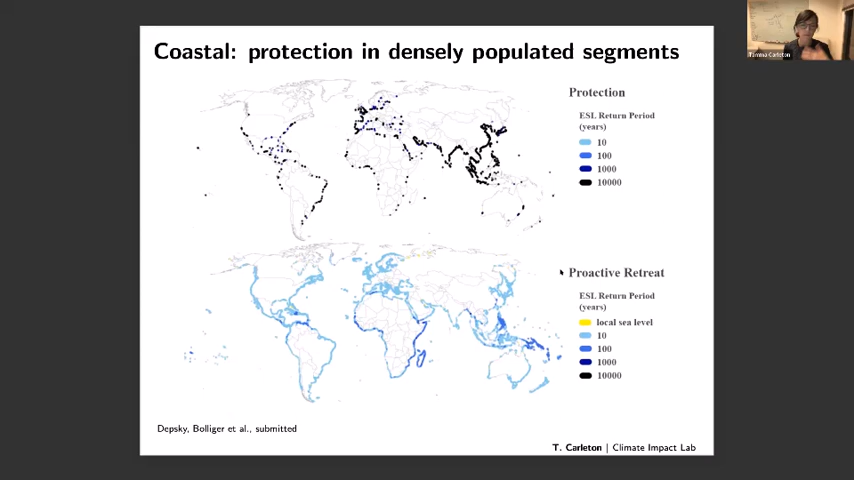 Coastal: protection in densely populated segments
Protection
ESL Return Period
(years)
10
100
1000
10000
Proactive Retreat
ESL Return Period
(years)
local sea level
10
100
1000
10000
Depsky, Bolliger et al., submitted
T. Carleton | Climate Impact Lab
Tamma Carleton